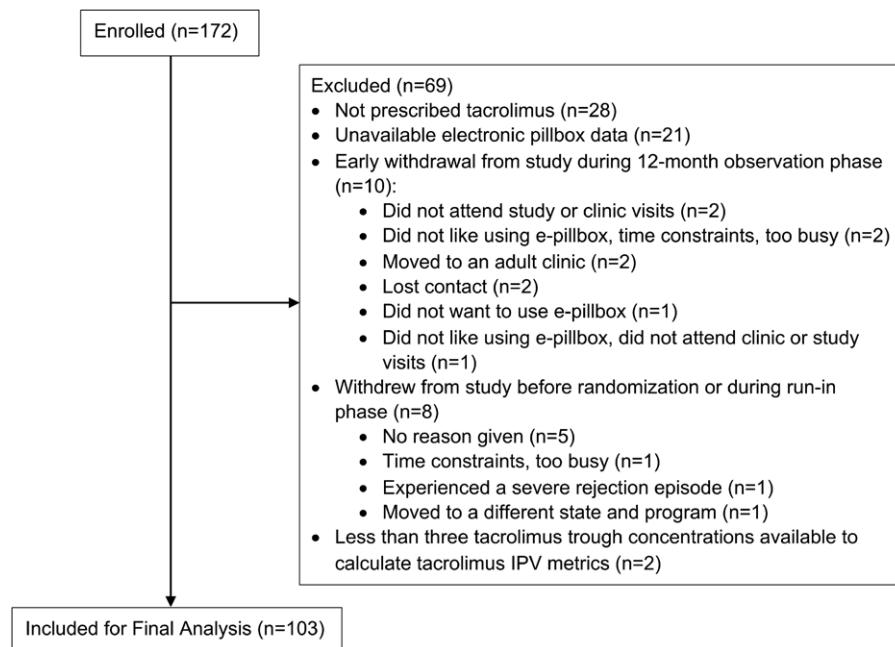 Enrolled (n=172)
Excluded (n=69)
• Not prescribed tacrolimus (n=28)
• Unavailable electronic pillbox data (n=21)
• Early withdrawal from study during 12-month observation phase
(n=10):
• Did not attend study or clinic visits (n=2)
• Did not like using e-pillbox, time constraints, too busy (n=2)
• Moved to an adult clinic (n=2)
• Lost contact (n=2)
• Did not want to use e-pillbox (n=1)
• Did not like using e-pillbox, did not attend clinic or study
visits (n=1)
• Withdrew from study before randomization or during run-in
phase (n=8)
• No reason given (n=5)
• Time constraints, too busy (n=1)
• Experienced a severe rejection episode (n=1)
• Moved to a different state and program (n=1)
• Less than three tacrolimus trough concentrations available to
calculate tacrolimus IPV metrics (n=2)
Included for Final Analysis (n=103)